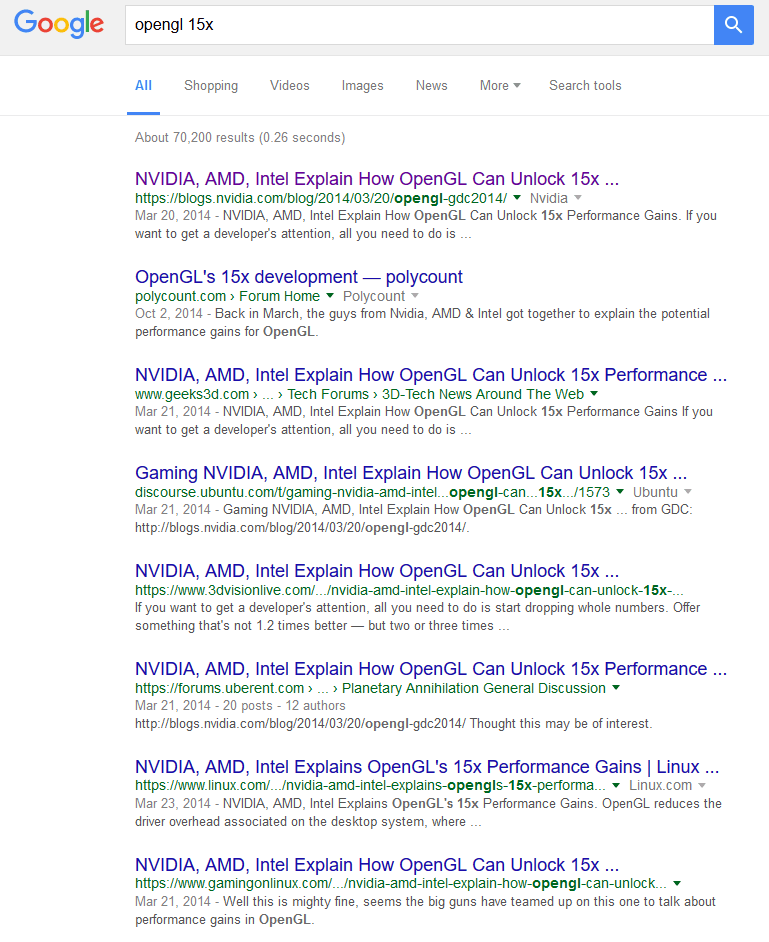 Google
opengl 15x
All Shopping Videos Images News More Search tools
About 70,200 results (0.26 seconds)
NVIDIA, AMD, Intel Explain How OpenGL Can Unlock 15x ...
https://blogs.nvidia.com/blog/2014/03/20/opengl-gdc2014/ Nvidia
Mar 20, 2014 - NVIDIA, AMD, Intel Explain How OpenGL Can Unlock 15x Performance Gains. If you
want to get a developer's attention, all you need to do is ...
OpenGL's 15x development — polycount
polycount.com › Forum Home Polycount
Oct 2, 2014 - Back in March, the guys from Nvidia, AMD & Intel got together to explain the potential
performance gains for OpenGL.
NVIDIA, AMD, Intel Explain How OpenGL Can Unlock 15x Performance ...
www.geeks3d.com › ... › Tech Forums › 3D-Tech News Around The Web
Mar 21, 2014 - NVIDIA, AMD, Intel Explain How OpenGL Can Unlock 15x Performance Gains If you
want to get a developer's attention, all you need to do is ...
Gaming NVIDIA, AMD, Intel Explain How OpenGL Can Unlock 15x ...
discourse.ubuntu.com/t/gaming-nvidia-amd-intel...opengl-can...15x.../1573 Ubuntu
Mar 21, 2014 - Gaming NVIDIA, AMD, Intel Explain How OpenGL Can Unlock 15x ... from GDC:
http://blogs.nvidia.com/blog/2014/03/20/opengl-gdc2014/.
NVIDIA, AMD, Intel Explain How OpenGL Can Unlock 15x ...
https://www.3dvisionlive.com/.../nvidia-amd-intel-explain-how-opengl-can-unlock-15x-...
If you want to get a developer's attention, all you need to do is start dropping whole numbers. Offer
something that's not 1.2 times better — but two or three times ...
NVIDIA, AMD, Intel Explain How OpenGL Can Unlock 15x Performance ...
https://forums.uberent.com › ... › Planetary Annihilation General Discussion
Mar 21, 2014 - 20 posts - 12 authors
http://blogs.nvidia.com/blog/2014/03/20/opengl-gdc2014/ Thought this may be of interest.
NVIDIA, AMD, Intel Explains OpenGL's 15x Performance Gains | Linux ...
https://www.linux.com/.../nvidia-amd-intel-explains-opengls-15x-performa... Linux.com
Mar 23, 2014 - NVIDIA, AMD, Intel Explains OpenGL's 15x Performance Gains. OpenGL reduces the
driver overhead associated on the desktop system, where ...
NVIDIA, AMD, Intel Explain How OpenGL Can Unlock 15x ...
https://www.gamingonlinux.com/.../nvidia-amd-intel-explain-how-opengl-can-unlock...
Mar 21, 2014 - Well this is mighty fine, seems the big guns have teamed up on this one to talk about
performance gains in OpenGL.